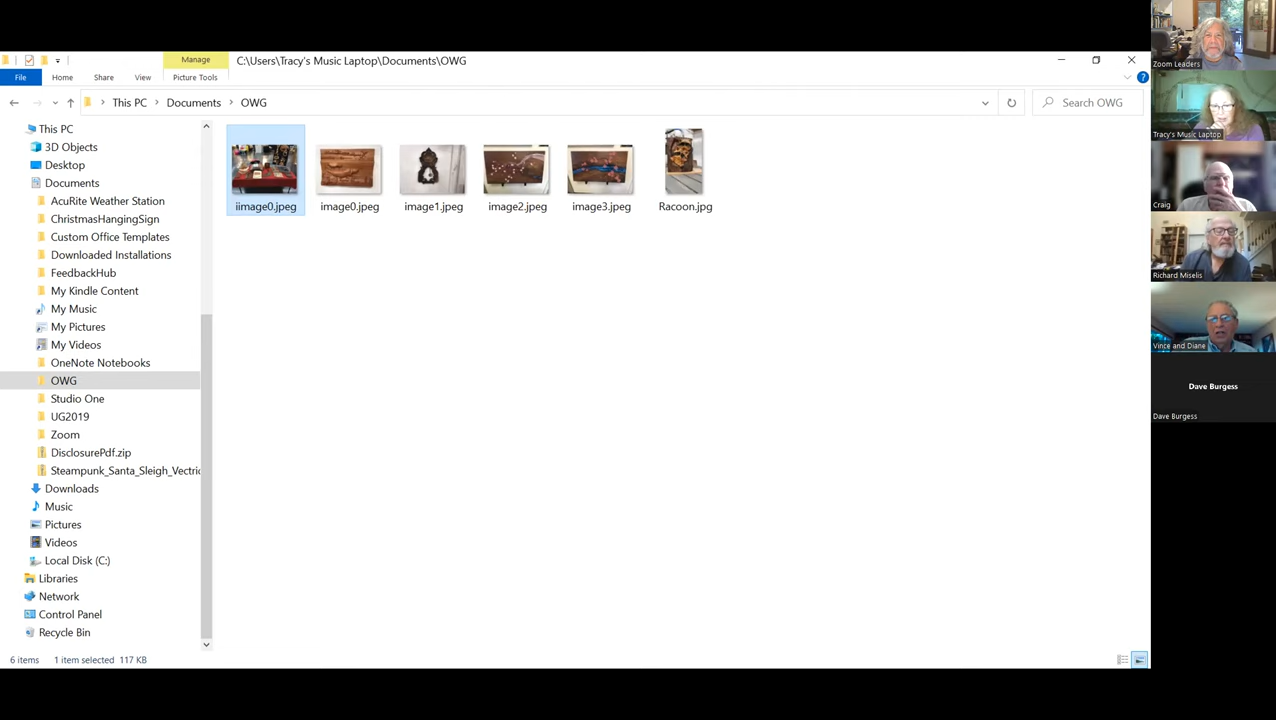 Manage
C:\Users\Tracy's Music Laptop\Documents\OWG
File
Home
Share
View
Picture Tools
This PC
Documents
OWG
Search OWG
This PC
3D Objects
Desktop
Documents
AcuRite Weather Station
ChristmasHangingSign
Custom Office Templates
Downloaded Installations
FeedbackHub
My Kindle Content
My Music
My Pictures
My Videos
OneNote Notebooks
OWG
Studio One
UG2019
Zoom
DisclosurePdf.zip
Steampunk_Santa_Sleigh_Vectric
Downloads
Music
Pictures
Videos
Local Disk (C:)
Libraries
Network
Control Panel
Recycle Bin
iimage0.jpeg
image0.jpeg
image1.jpeg
image2.jpeg
image3.jpeg
Racoon.jpg
6 items
1 item selected 117 KB
Zoom Leaders
Tracy's Music Laptop
Craig
Richard Miselis
Vince and Diane
Dave Burgess
Dave Burgess